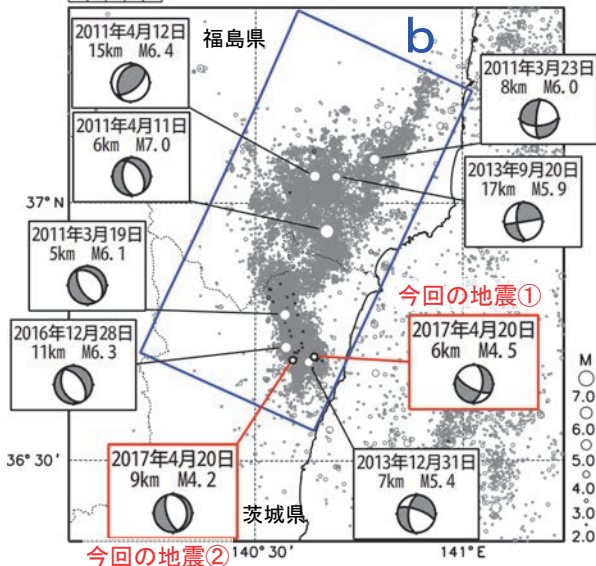 2011年4月12日
15km M6.4
福島県
b
2011年3月23日
8km M6.0
2011年4月11日
6km M7.0
37°N
2013年9月20日
17km M5.9
2011年3月19日
5km M6.1
今回の地震①
2017年4月20日
6km M4.5
2016年12月28日
11km M6.3
M
7.0
6.0
5.0
4.0
3.0
2.0
36°30'
2017年4月20日
9km M4.2
茨城県
2013年12月31日
7km M5.4
今回の地震②
140°30'
141°E